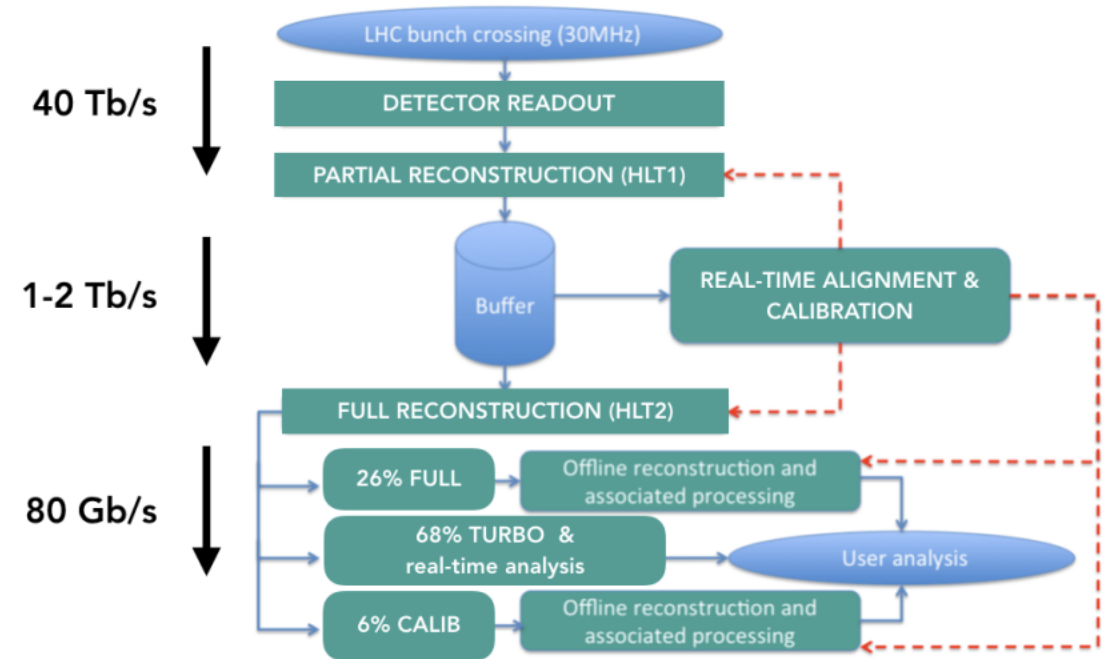 LHC bunch crossing (30MHz)
40 Tb/s
DETECTOR READOUT
PARTIAL RECONSTRUCTION (HLT1)
1-2 Tb/s
Buffer
REAL-TIME ALIGNMENT &
CALIBRATION
FULL RECONSTRUCTION (HLT2)
80 Gb/s
26% FULL
Offline reconstruction and
associated processing
68% TURBO &
real-time analysis
User analysis
6% CALIB
Offline reconstruction and
associated processing